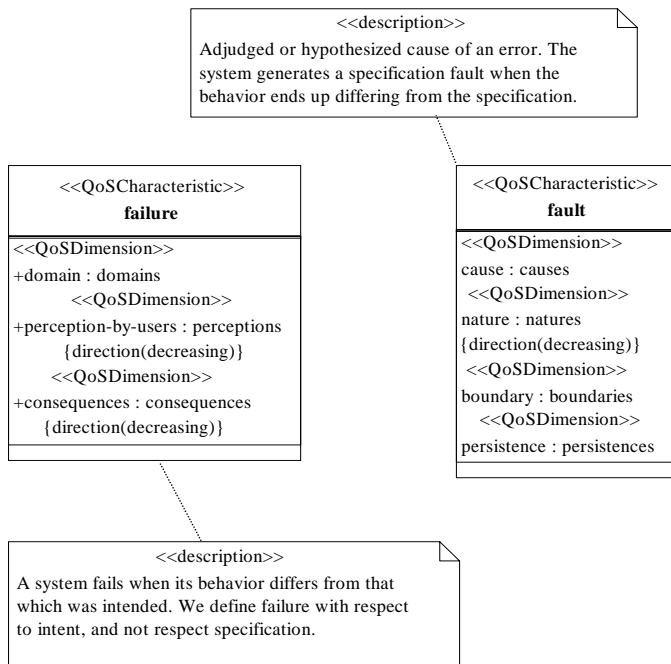 <<description>>
Adjudged or hypothesized cause of an error. The
system generates a specification fault when the
behavior ends up differing from the specification.
<<QoSCharacteristic>>
failure
<<QoSDimension>>
+domain : domains
<<QoSDimension>>
+perception-by-users : perceptions
{direction(decreasing)}
<<QoSDimension>>
+consequences : consequences
{direction(decreasing)}
<<QoSCharacteristic>>
fault
<<QoSDimension>>
cause : causes
<<QoSDimension>>
nature : natures
{direction(decreasing)}
<<QoSDimension>>
boundary : boundaries
<<QoSDimension>>
persistence : persistences
<<description>>
A system fails when its behavior differs from that
which was intended. We define failure with respect
to intent, and not respect specification.